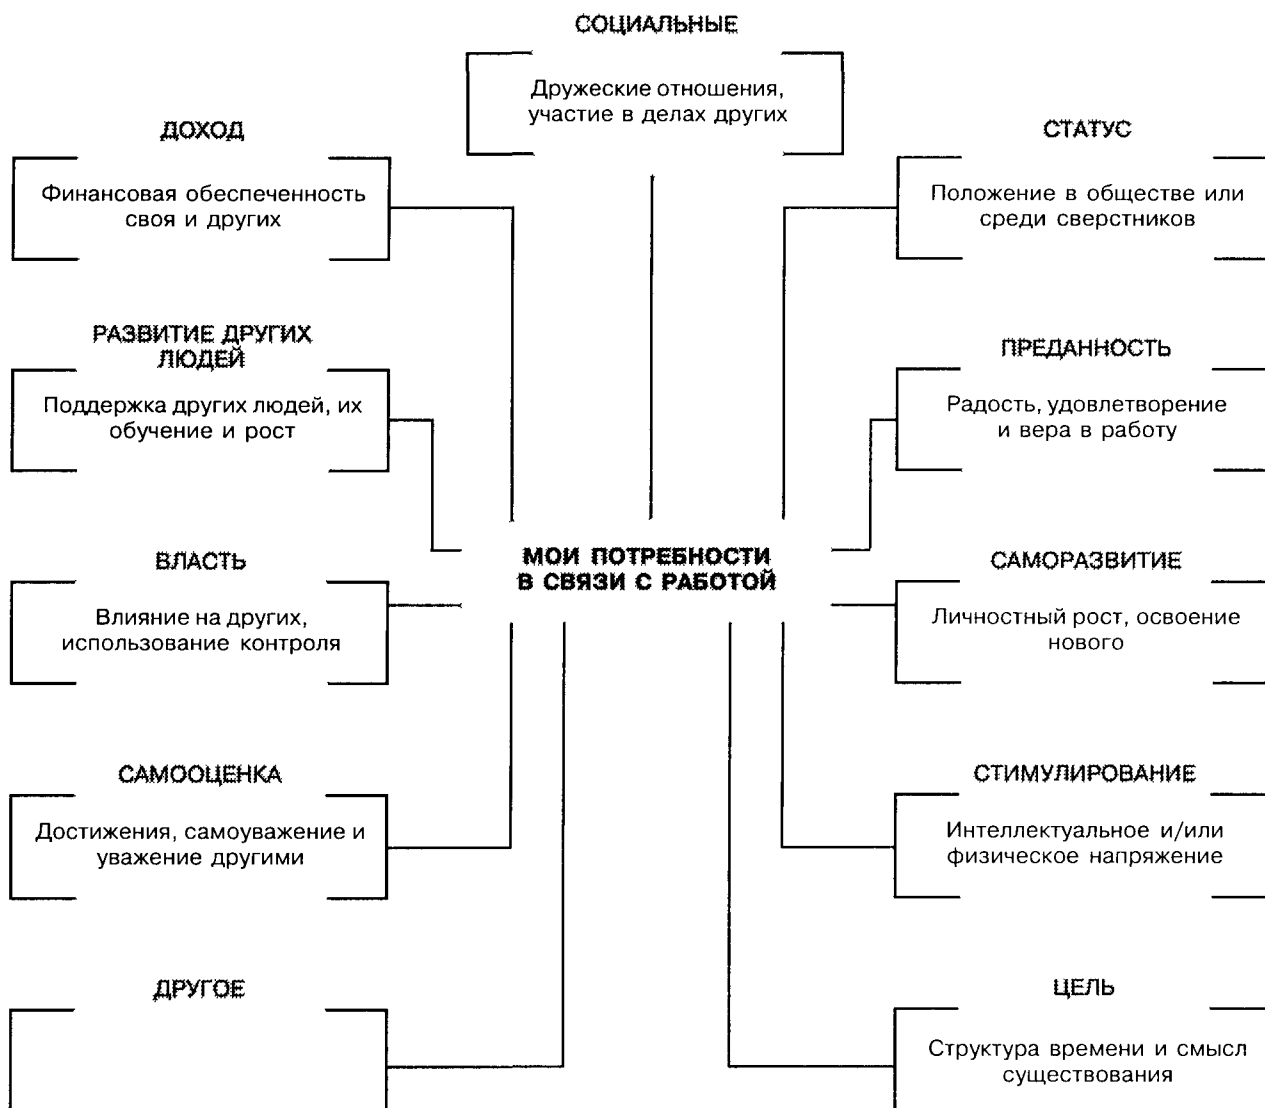 СОЦИАЛЬНЫЕ
Дружеские отношения,
участие в делах других
ДОХОД
Финансовая обеспеченность
своя и других
СТАТУС
Положение в обществе или
среди сверстников
РАЗВИТИЕ ДРУГИХ
ЛЮДЕЙ
Поддержка других людей, их
обучение и рост
ПРЕДАННОСТЬ
Радость, удовлетворение
и вера в работу
МОИ ПОТРЕБНОСТИ
В СВЯЗИ С РАБОТОЙ
ВЛАСТЬ
Влияние на других,
использование контроля
САМОРАЗВИТИЕ
Личностный рост, освоение
нового
САМООЦЕНКА
Достижения, самоуважение и
уважение другими
СТИМУЛИРОВАНИЕ
Интеллектуальное и/или
физическое напряжение
ДРУГОЕ
ЦЕЛЬ
Структура времени и смысл
существования